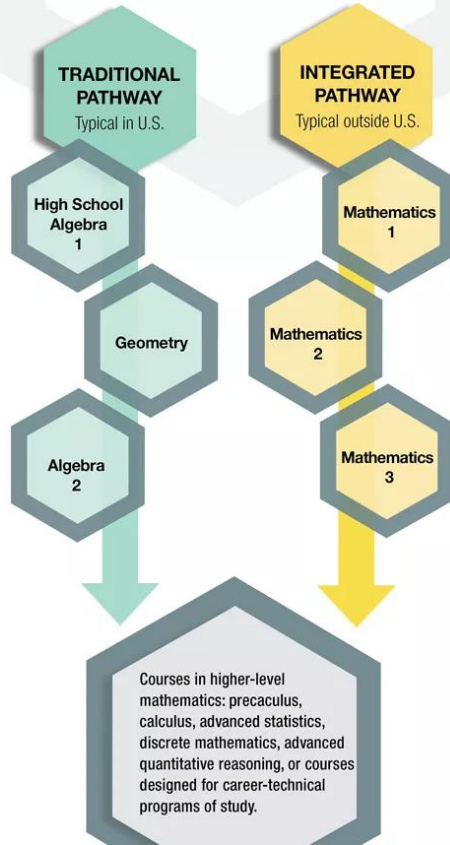 TRADITIONAL
PATHWAY
Typical in U.S.
High School
Algebra
1
Geometry
Algebra
2
INTEGRATED
PATHWAY
Typical outside U.S.
Mathematics
1
Mathematics
2
Mathematics
3
Courses in higher-level
mathematics: precaculus,
calculus, advanced statistics,
discrete mathematics, advanced
quantitative reasoning, or courses
designed for career-technical
programs of study.